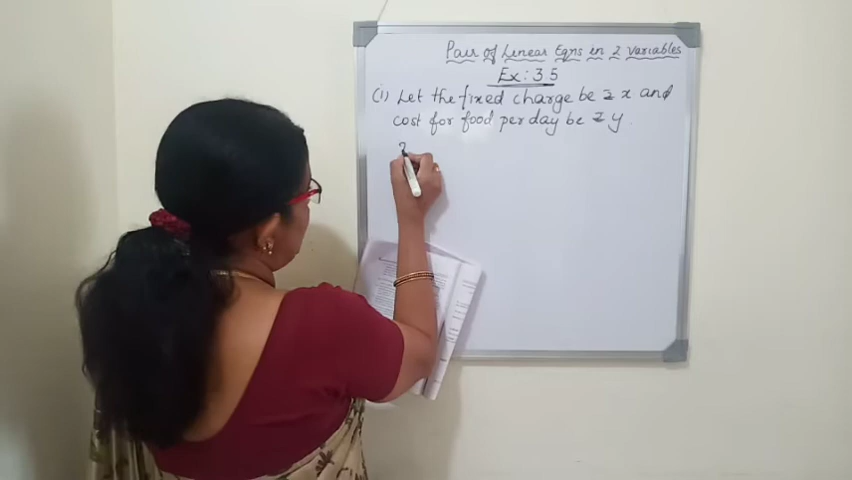 Pair of Linear Eqns in 2 variables
Ex: 3.5
(i) Let the fixed charge be ₹ x and
cost for food per day be ₹ y.